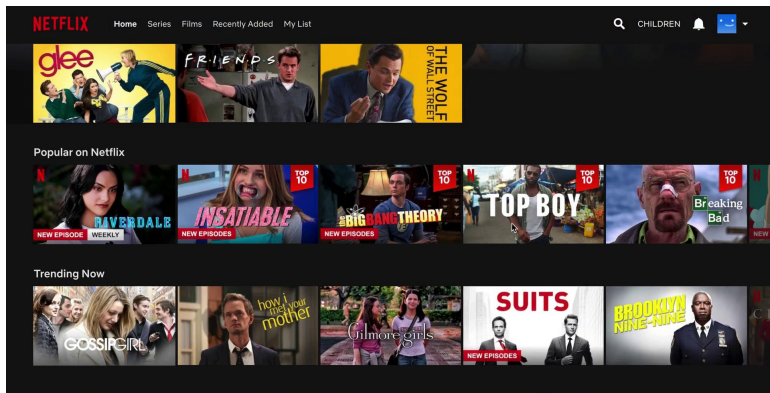 NETFLIX Home Series Films Recently Added My List CHILDREN
glee
F·R·I·E·N·D·S
THE WOLF
OF WALL STREET
Popular on Netflix
N
RIVERDALE
NEW EPISODE WEEKLY
N
TOP
10
INSATIABLE
NEW EPISODES
TOP
10
THE BIG BANG THEORY
NEW EPISODES
N
TOP
10
TOP BOY
TOP
10
Breaking
Bad
N
NEW
Trending Now
GOSSIP GIRL
how i
met your
mother
Gilmore girls
SUITS
NEW EPISODES
BROOKLYN
NINE-NINE
N